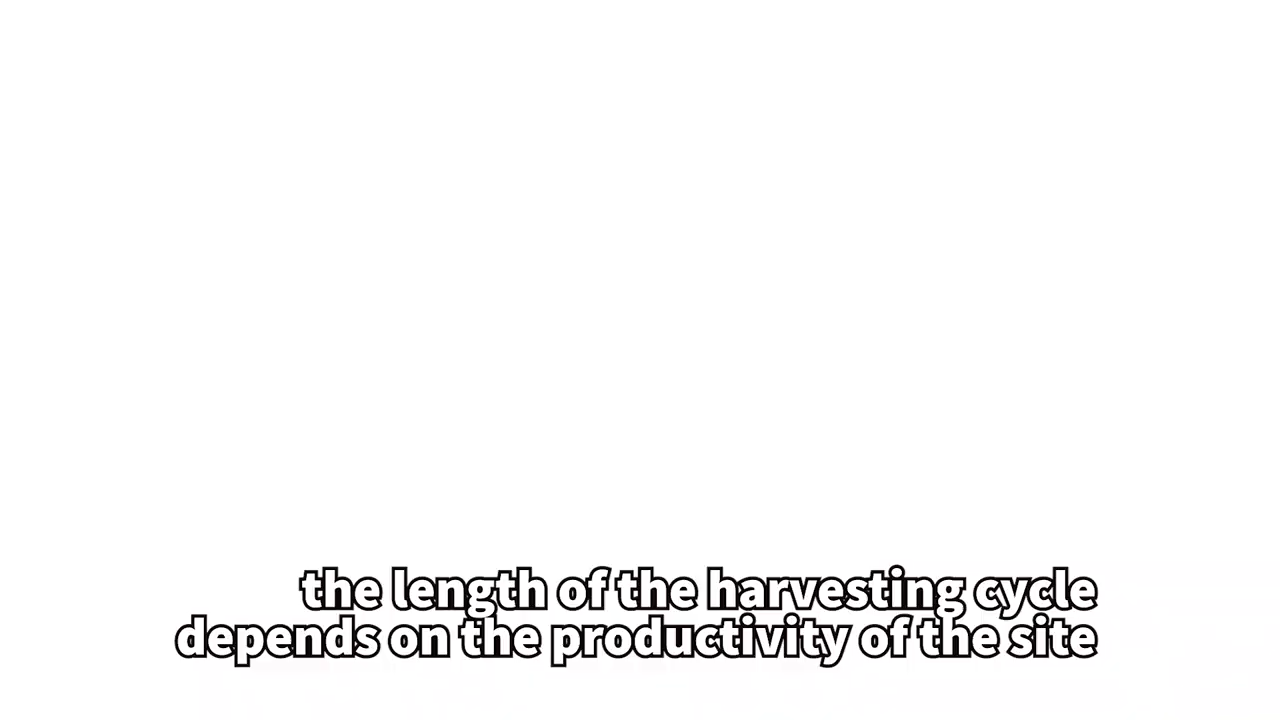 the length of the harvesting cycle
depends on the productivity of the site